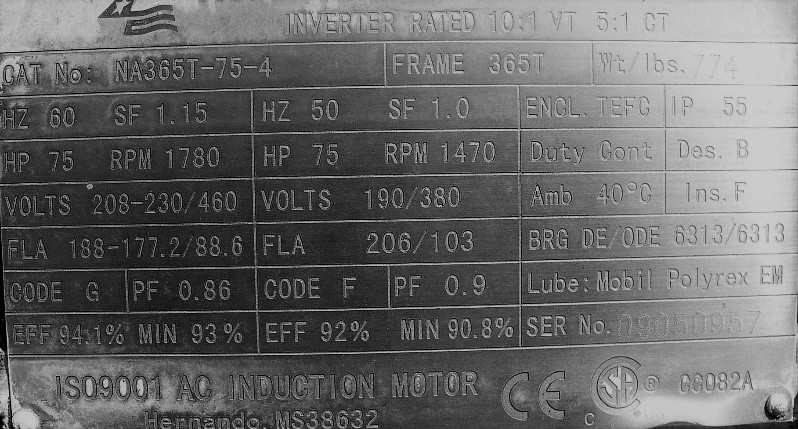 INVERTER RATED 10:1 VT 5:1 CT
CAT No: NA365T-75-4 FRAME 365T Wt/lbs. 774
HZ 60 SF 1.15 HZ 50 SF 1.0 ENCL. TEFC IP 55
HP 75 RPM 1780 HP 75 RPM 1470 Duty Cont Des. B
VOLTS 208-230/460 VOLTS 190/380 Amb 40°C Ins. F
FLA 188-177.2/88.6 FLA 206/103 BRG DE/ODE 6313/6313
CODE G PF 0.86 CODE F PF 0.9 Lube: Mobil Polyrex EM
EFF 94.1% MIN 93% EFF 92% MIN 90.8% SER No. 09050957
ISO9001 AC INDUCTION MOTOR CE C SA ® CC082A
Hernando, MS38632 C